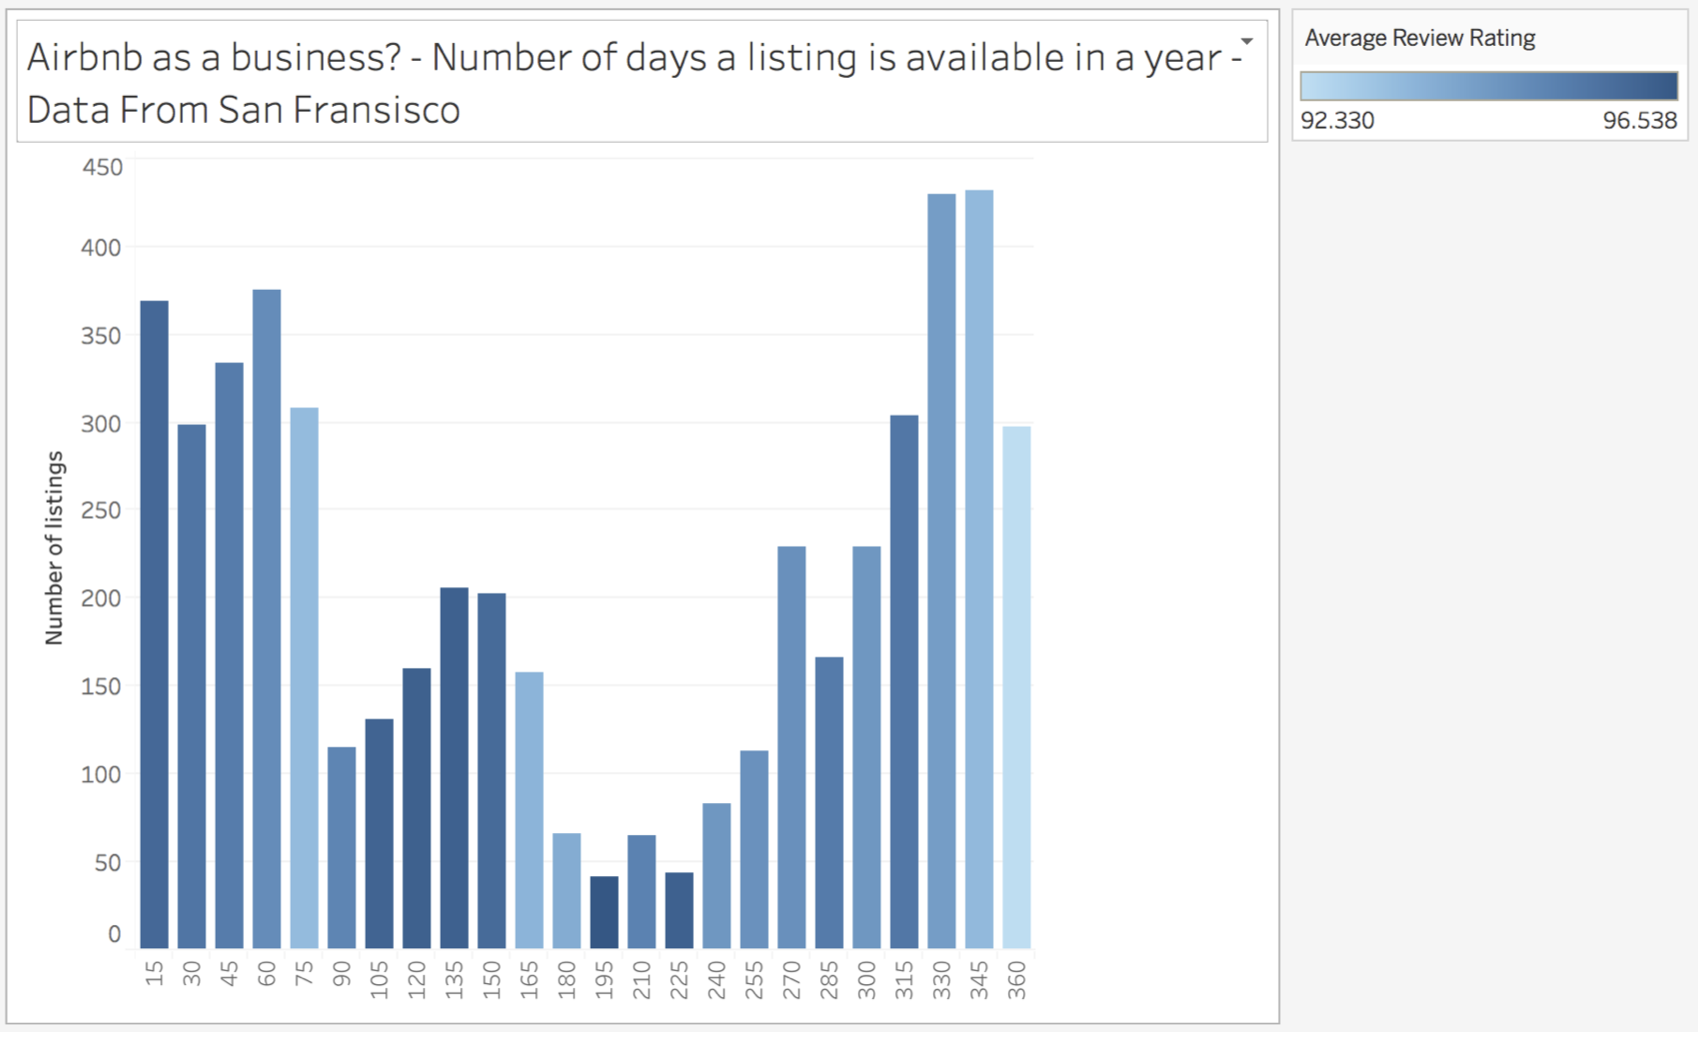 Airbnb as a business? - Number of days a listing is available in a year -
Data From San Fransisco
Average Review Rating
92.330 96.538
Number of listings
450
400
350
300
250
200
150
100
50
0
15 30 45 60 75 90 105 120 135 150 165 180 195 210 225 240 255 270 285 300 315 330 345 360